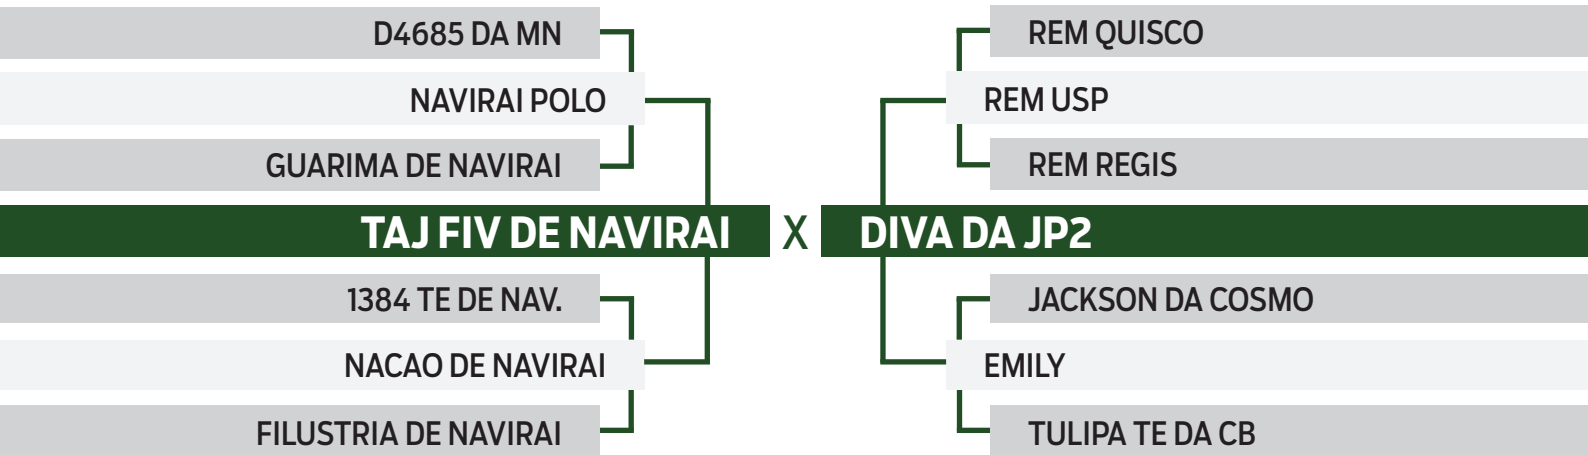 D4685 DA MN
NAVIRAI POLO
GUARIMA DE NAVIRAI
TAJ FIV DE NAVIRAI X DIVA DA JP2
1384 TE DE NAV.
NACAO DE NAVIRAI
FILUSTRIA DE NAVIRAI
REM QUISCO
REM USP
REM REGIS
JACKSON DA COSMO
EMILY
TULIPA TE DA CB